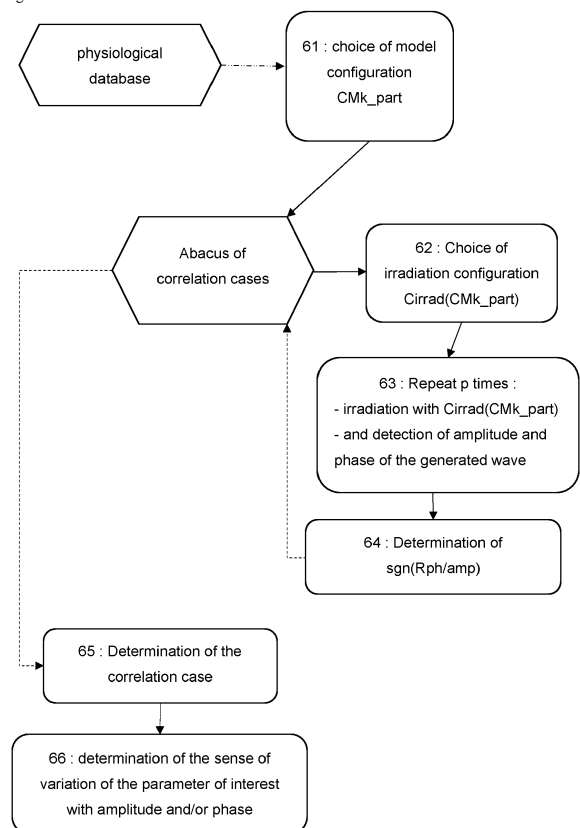 physiological
database
61 : choice of model
configuration
CMk_part
Abacus of
correlation cases
62 : Choice of
irradiation configuration
Cirrad(CMk_part)
63 : Repeat p times :
- irradiation with Cirrad(CMk_part)
- and detection of amplitude and
phase of the generated wave
64 : Determination of
sgn(Rph/amp)
65 : Determination of the
correlation case
66 : determination of the sense of
variation of the parameter of interest
with amplitude and/or phase